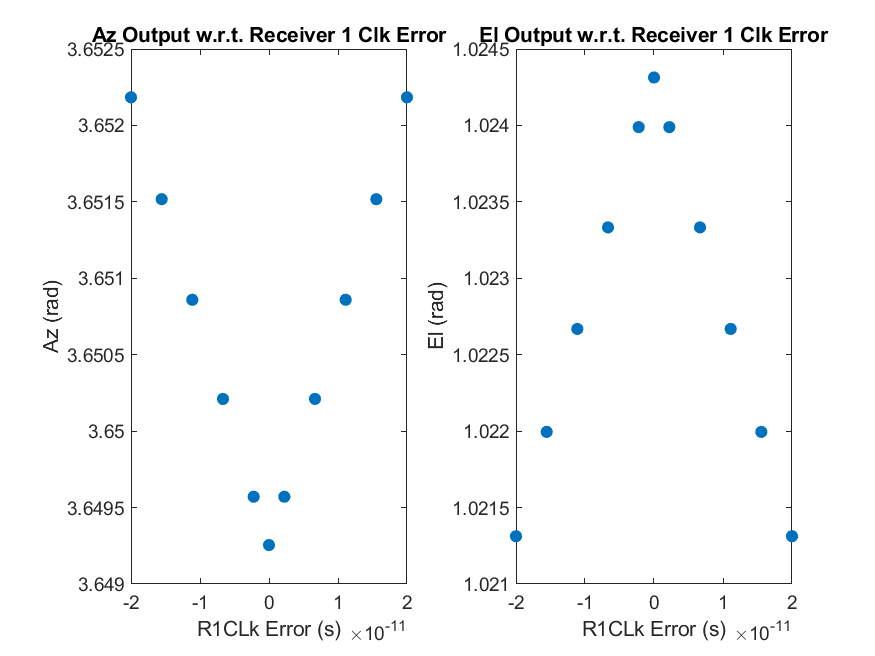 Az Output w.r.t. Receiver 1 Clk Error
3.6525
3.652
3.6515
3.651
3.6505
3.65
3.6495
3.649
Az (rad)
-2 -1 0 1 2
R1CLk Error (s) ×10-11
El Output w.r.t. Receiver 1 Clk Error
1.0245
1.024
1.0235
1.023
1.0225
1.022
1.0215
1.021
El (rad)
-2 -1 0 1 2
R1CLk Error (s) ×10-11